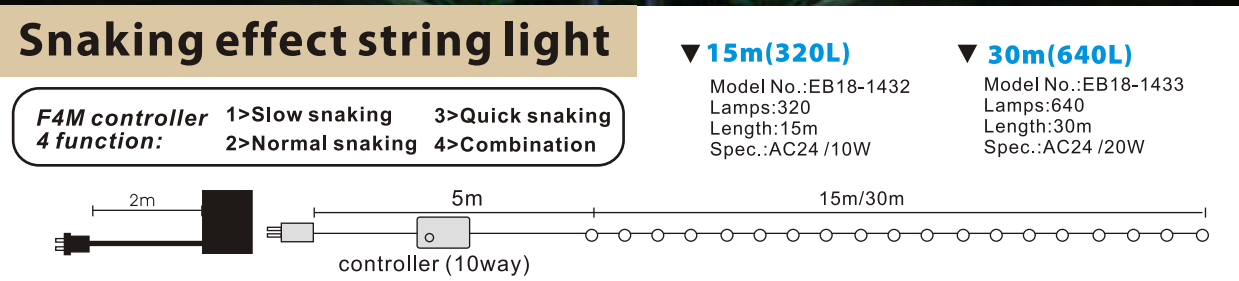 Snaking effect string light
F4M controller
4 function:
1>Slow snaking
2>Normal snaking
3>Quick snaking
4>Combination
15m(320L)
Model No.:EB18-1432
Lamps:320
Length:15m
Spec.:AC24 /10W
30m(640L)
Model No.:EB18-1433
Lamps:640
Length:30m
Spec.:AC24 /20W
2m
5m
15m/30m
controller (10way)